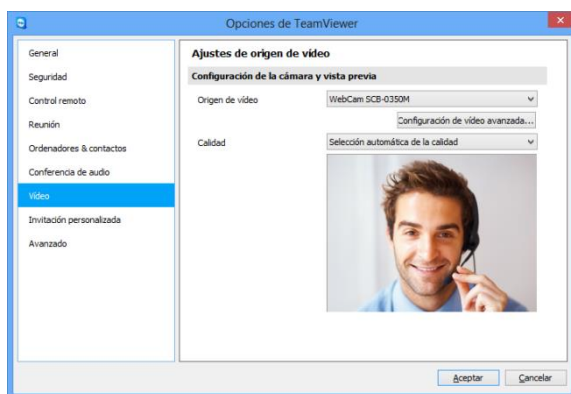 Opciones de TeamViewer
General
Seguridad
Control remoto
Reunión
Ordenadores & contactos
Conferencia de audio
Vídeo
Invitación personalizada
Avanzado
Ajustes de origen de vídeo
Configuración de la cámara y vista previa
Origen de vídeo
WebCam SCB-0350M
Configuración de vídeo avanzada...
Calidad
Selección automática de la calidad
Aceptar
Cancelar